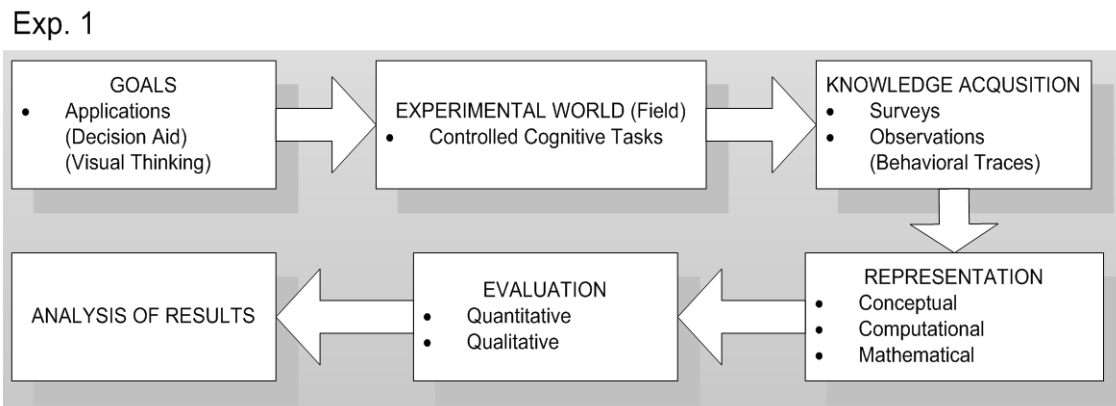 Exp. 1
GOALS
• Applications
(Decision Aid)
(Visual Thinking)
EXPERIMENTAL WORLD (Field)
• Controlled Cognitive Tasks
KNOWLEDGE ACQUSITION
• Surveys
• Observations
(Behavioral Traces)
REPRESENTATION
• Conceptual
• Computational
• Mathematical
EVALUATION
• Quantitative
• Qualitative
ANALYSIS OF RESULTS